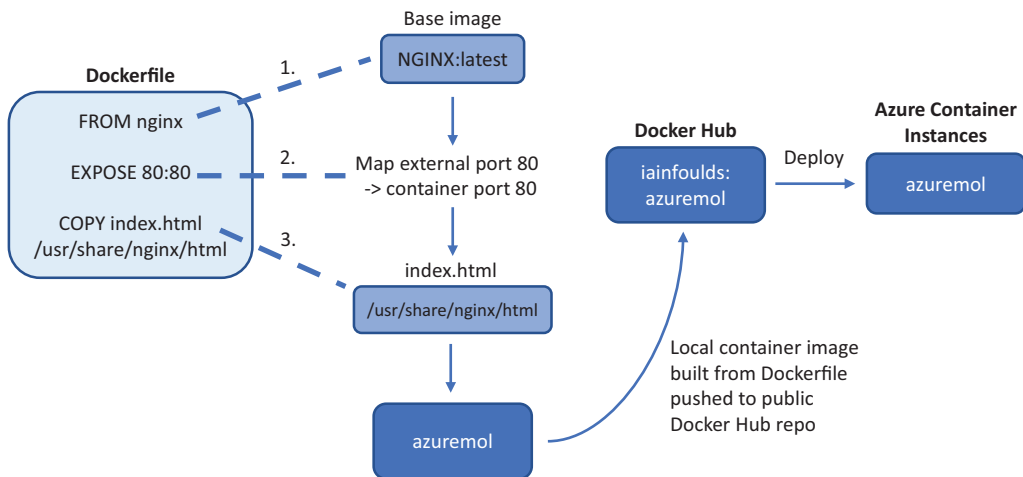 Dockerfile
FROM nginx
EXPOSE 80:80
COPY index.html
/usr/share/nginx/html
1.
2.
3.
Base image
NGINX:latest
Map external port 80
-> container port 80
index.html
/usr/share/nginx/html
azuremol
Docker Hub
iainfoulds:
azuremol
Local container image
built from Dockerfile
pushed to public
Docker Hub repo
Deploy
Azure Container
Instances
azuremol